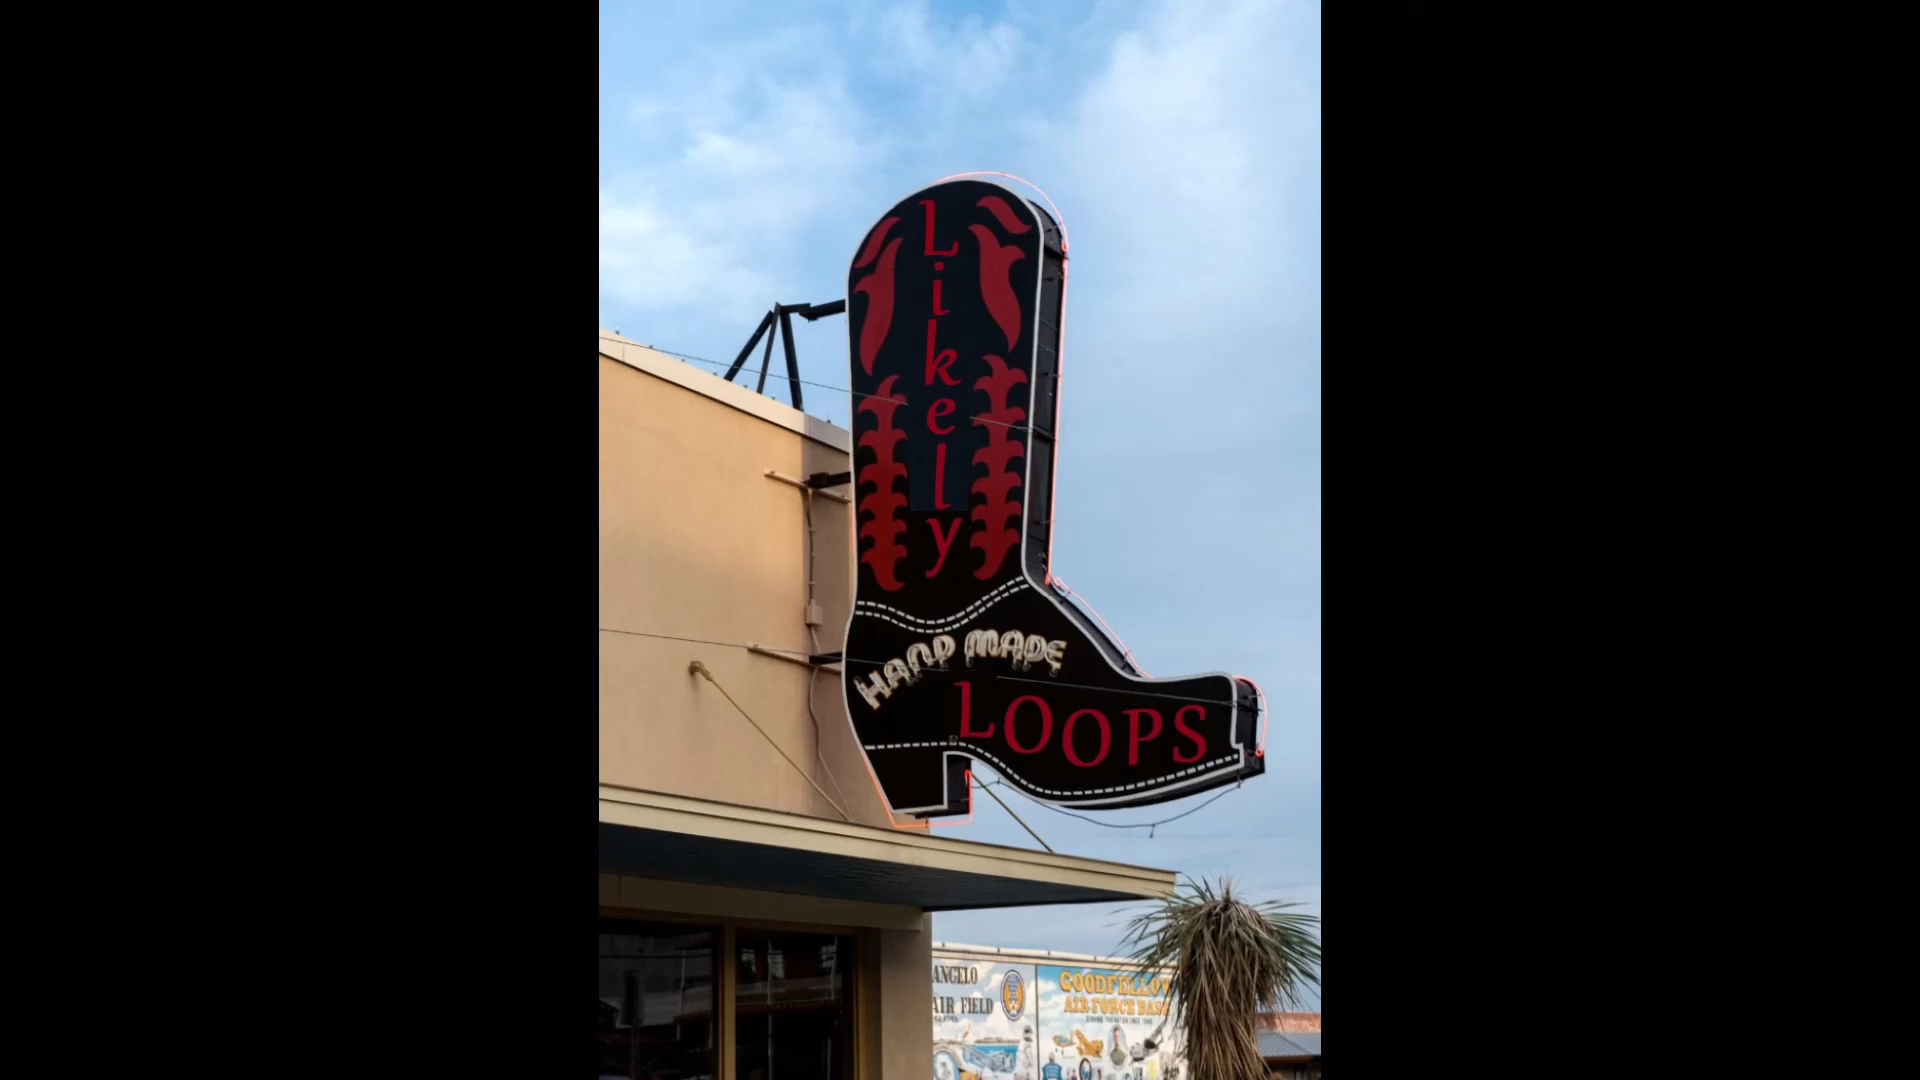 Likely
HAND MADE
LOOPS
ANGELO
AIR FIELD
GOODFELLOW
AIR FORCE BASE